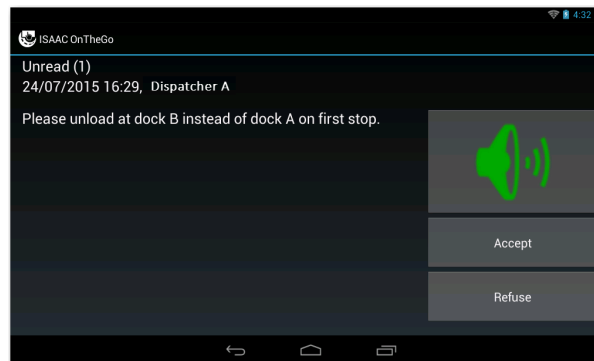 4:32
ISAAC OnTheGo
Unread (1)
24/07/2015 16:29, Dispatcher A
Please unload at dock B instead of dock A on first stop.
Accept
Refuse